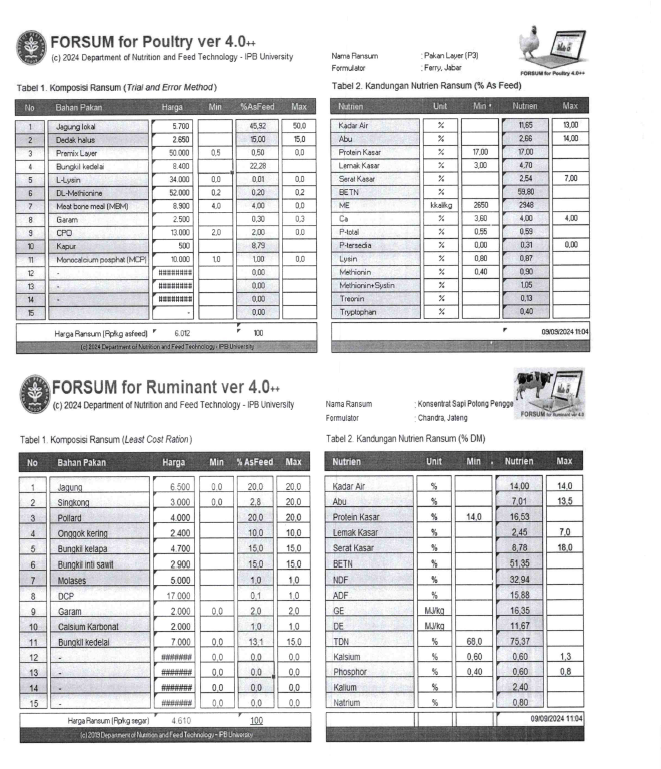 FORSUM for Poultry ver 4.0++
(c) 2024 Department of Nutrition and Feed Technology - IPB University
Nama Ransum : Pakan Layer (P3)
Formulator : Ferry, Jabar
FORSUM for Poultry 4.0++
Tabel 1. Komposisi Ransum (Trial and Error Method)
No Bahan Pakan Harga Min %AsFeed Max
1 Jagung lokal 5.700 45,92 50,0
2 Dedak halus 2.650 15,00 15,0
3 Premix Layer 50.000 0,5 0,50 0,0
4 Bungkil kedelai 8.400 22,28
5 L-Lysin 34.000 0,0 0,01 0,0
6 DL-Methionine 52.000 0,2 0,20 0,2
7 Meat bone meal (MBM) 8.900 4,0 4,00 0,0
8 Garam 2.500 0,30 0,3
9 CPO 13.000 2,0 2,00 0,0
10 Kapur 500 8,79
11 Monocalcium posphat (MCP) 10.000 1,0 1,00 0,0
12 - ######## 0,00
13 - ######## 0,00
14 - ######## 0,00
15 - - 0,00
Harga Ransum (Rp/kg asfeed) 6.012 100
(c) 2024 Department of Nutrition and Feed Technology - IPB University
Tabel 2. Kandungan Nutrien Ransum (% As Feed)
Nutrien Unit Min Nutrien Max
Kadar Air % 11,65 13,00
Abu % 2,66 14,00
Protein Kasar % 17,00 17,00
Lemak Kasar % 3,00 4,70
Serat Kasar % 2,54 7,00
BETN % 59,80
ME kkal/kg 2650 2948
Ca % 3,60 4,00 4,00
P-total % 0,55 0,59
P-tersedia % 0,00 0,31 0,00
Lysin % 0,80 0,87
Methionin % 0,40 0,90
Methionin+Systin % 1,05
Treonin % 0,13
Tryptophan % 0,40
09/09/2024 11:04
FORSUM for Ruminant ver 4.0++
(c) 2024 Department of Nutrition and Feed Technology - IPB University
Nama Ransum : Konsentrat Sapi Potong Pengge
Formulator : Chandra, Jateng
FORSUM for Ruminant ver 4.0
Tabel 1. Komposisi Ransum (Least Cost Ration)
No Bahan Pakan Harga Min % AsFeed Max
1 Jagung 6.500 0,0 20,0 20,0
2 Singkong 3.000 0,0 2,8 20,0
3 Pollard 4.000 20,0 20,0
4 Onggok kering 2.400 10,0 10,0
5 Bungkil kelapa 4.700 15,0 15,0
6 Bungkil inti sawit 2.900 15,0 15,0
7 Molases 5.000 1,0 1,0
8 DCP 17.000 0,1 1,0
9 Garam 2.000 0,0 2,0 2,0
10 Calsium Karbonat 2.000 1,0 1,0
11 Bungkil kedelai 7.000 0,0 13,1 15,0
12 - ####### 0,0 0,0 0,0
13 - ####### 0,0 0,0 0,0
14 - ####### 0,0 0,0 0,0
15 - ####### 0,0 0,0 0,0
Harga Ransum (Rp/kg segar) 4.610 100
(c) 2019 Department of Nutrition and Feed Technology - IPB University
Tabel 2. Kandungan Nutrien Ransum (% DM)
Nutrien Unit Min Nutrien Max
Kadar Air % 14,00 14,0
Abu % 7,01 13,5
Protein Kasar % 14,0 16,53
Lemak Kasar % 2,45 7,0
Serat Kasar % 8,78 18,0
BETN % 51,35
NDF % 32,94
ADF % 15,88
GE MJ/kg 16,35
DE MJ/kg 11,67
TDN % 68,0 75,37
Kalsium % 0,60 0,60 1,3
Phosphor % 0,40 0,60 0,8
Kalium % 2,40
Natrium % 0,80
09/09/2024 11:04